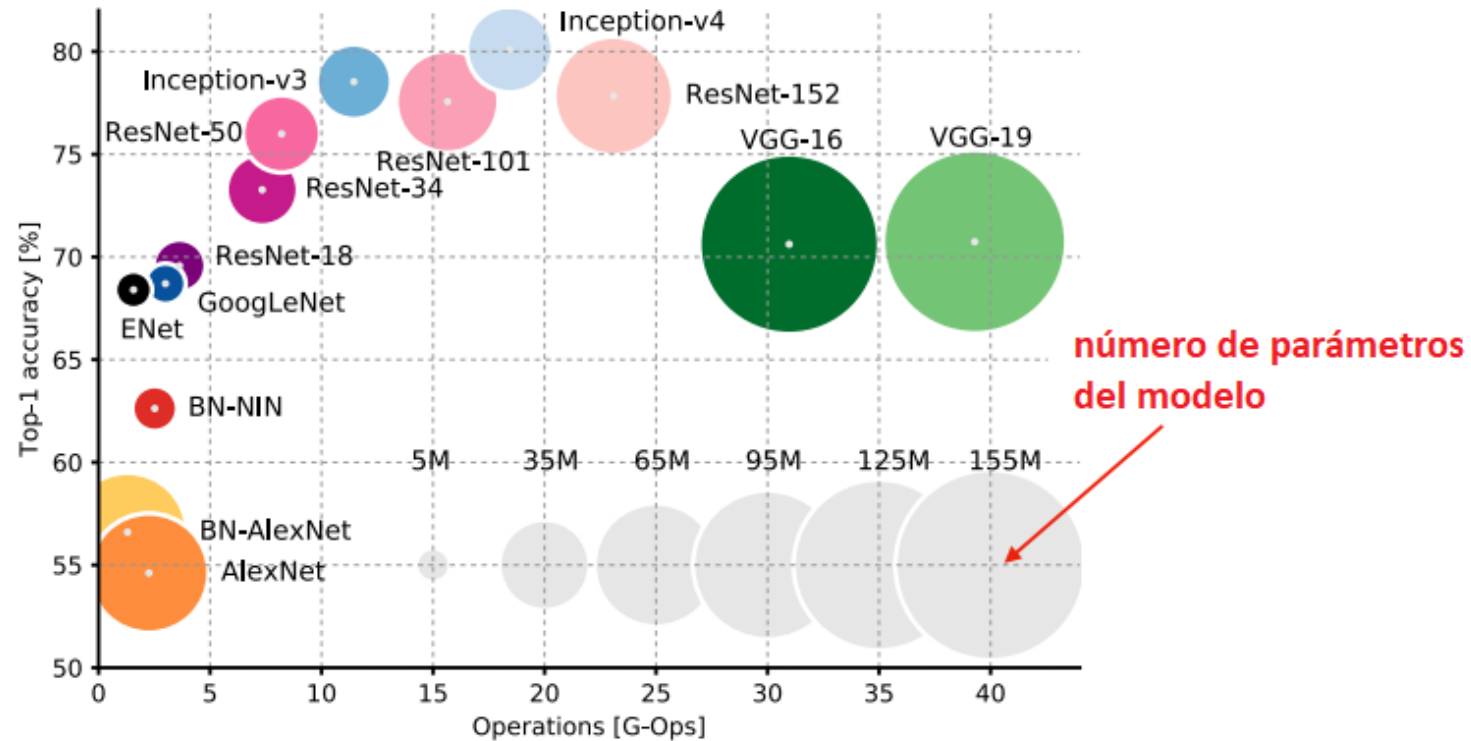 Inception-v4
80
Inception-v3
ResNet-152
ResNet-50
VGG-16
VGG-19
75
ResNet-101
ResNet-34
70
ResNet-18
GoogLeNet
ENet
número de parámetros
del modelo
65
BN-NIN
60
5M 35M 65M 95M 125M 155M
BN-AlexNet
55
AlexNet
50
0 5 10 15 20 25 30 35 40
Operations [G-Ops]
Top-1 accuracy [%]